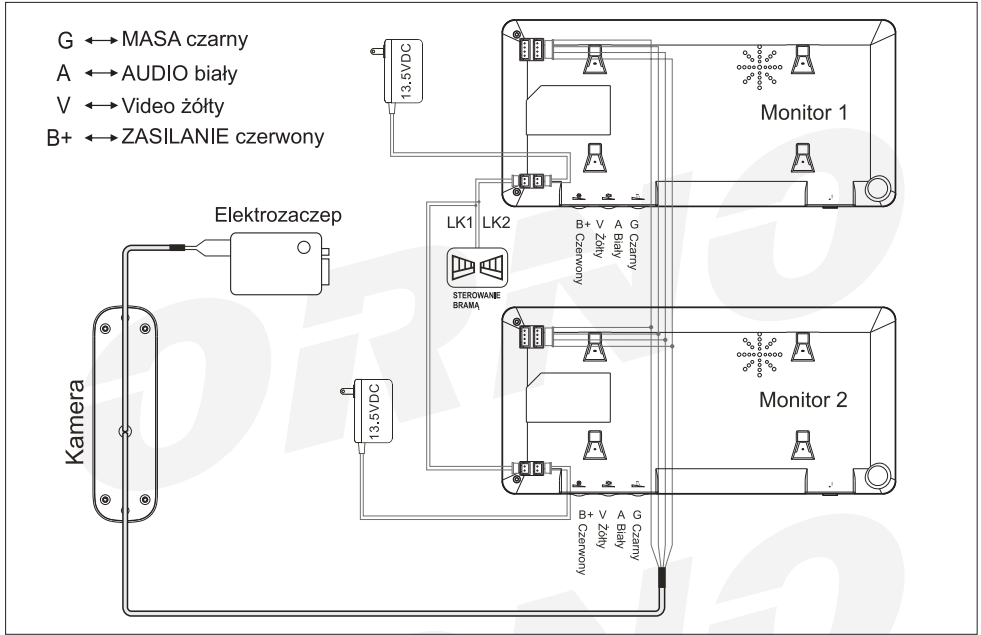 G ↔ MASA czarny
A ↔ AUDIO biały
V ↔ Video żółty
B+ ↔ ZASILANIE czerwony
13.5VDC
Monitor 1
Elektrozaczep
LK1 LK2
B+ Czerwony
V Żółty
A Biały
G Czarny
STEROWANIE
BRAMĄ
Kamera
13.5VDC
Monitor 2
B+ Czerwony
V Żółty
A Biały
G Czarny
ORNO
ORNO